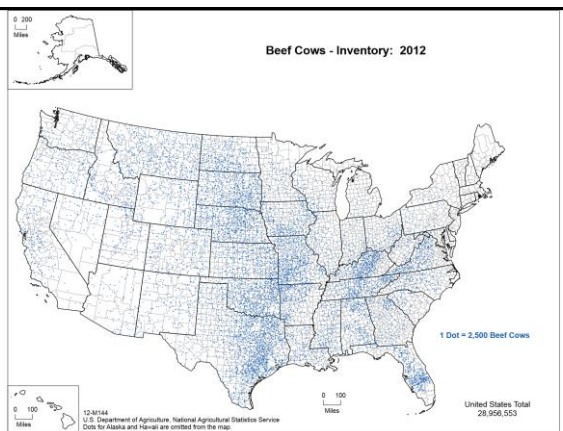 0 200
Miles
Beef Cows - Inventory: 2012
1 Dot = 2,500 Beef Cows
0 100
Miles
12-M144
U.S. Department of Agriculture, National Agricultural Statistics Service
Dots for Alaska and Hawaii are omitted from the map.
0 100
Miles
United States Total
28,956,553